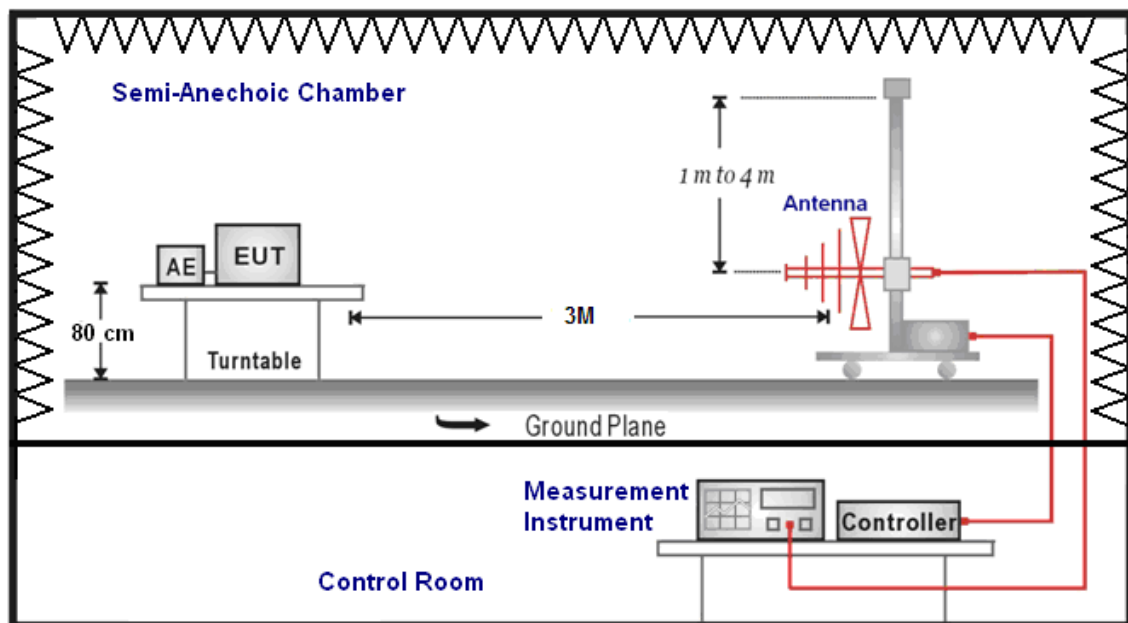 Semi-Anechoic Chamber
1 m to 4 m
Antenna
AE
EUT
80 cm
3M
Turntable
Ground Plane
Measurement
Instrument
Controller
Control Room